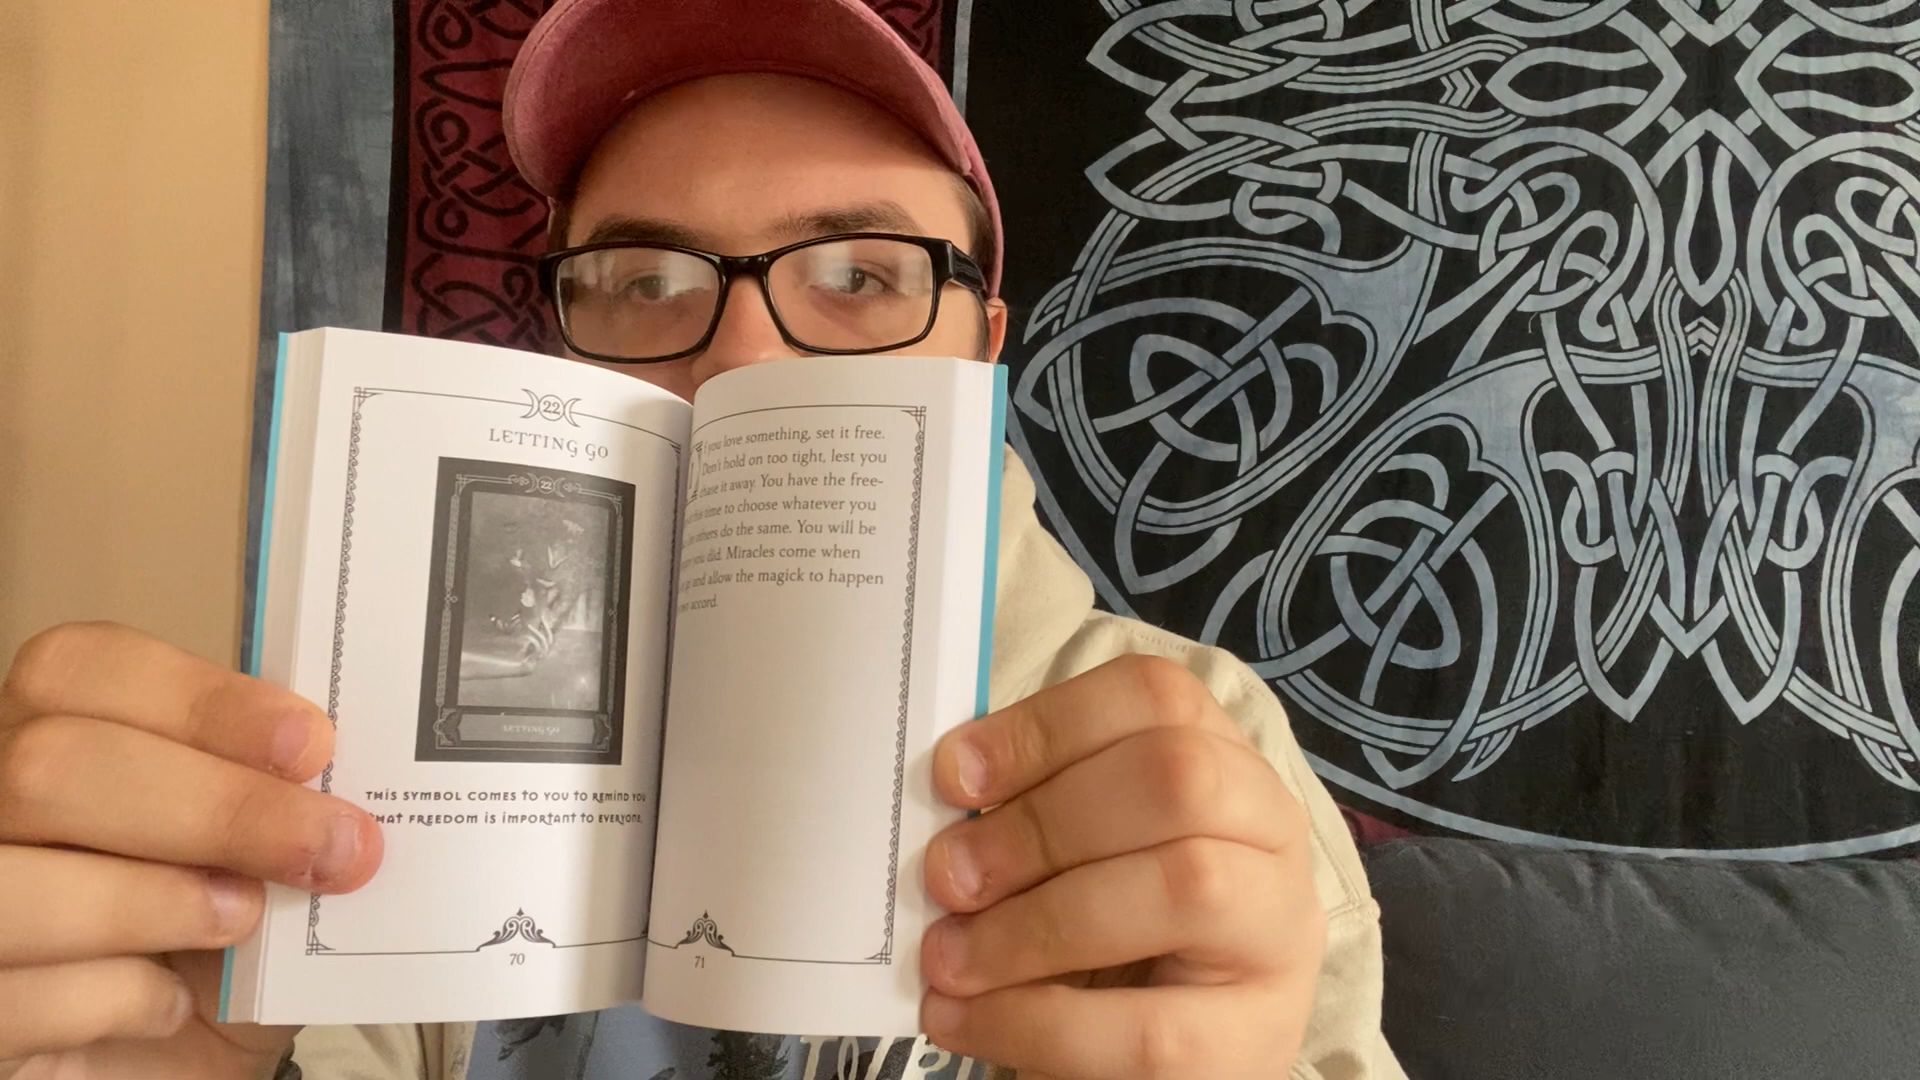 22
LETTING GO
22
LETTING GO
THIS SYMBOL COMES TO YOU TO REMIND YOU
THAT FREEDOM IS IMPORTANT TO EVERYONE.
70
If you love something, set it free.
Don't hold on too tight, lest you
chase it away. You have the free-
this time to choose whatever you
others do the same. You will be
you did. Miracles come when
go and allow the magick to happen
own accord.
71